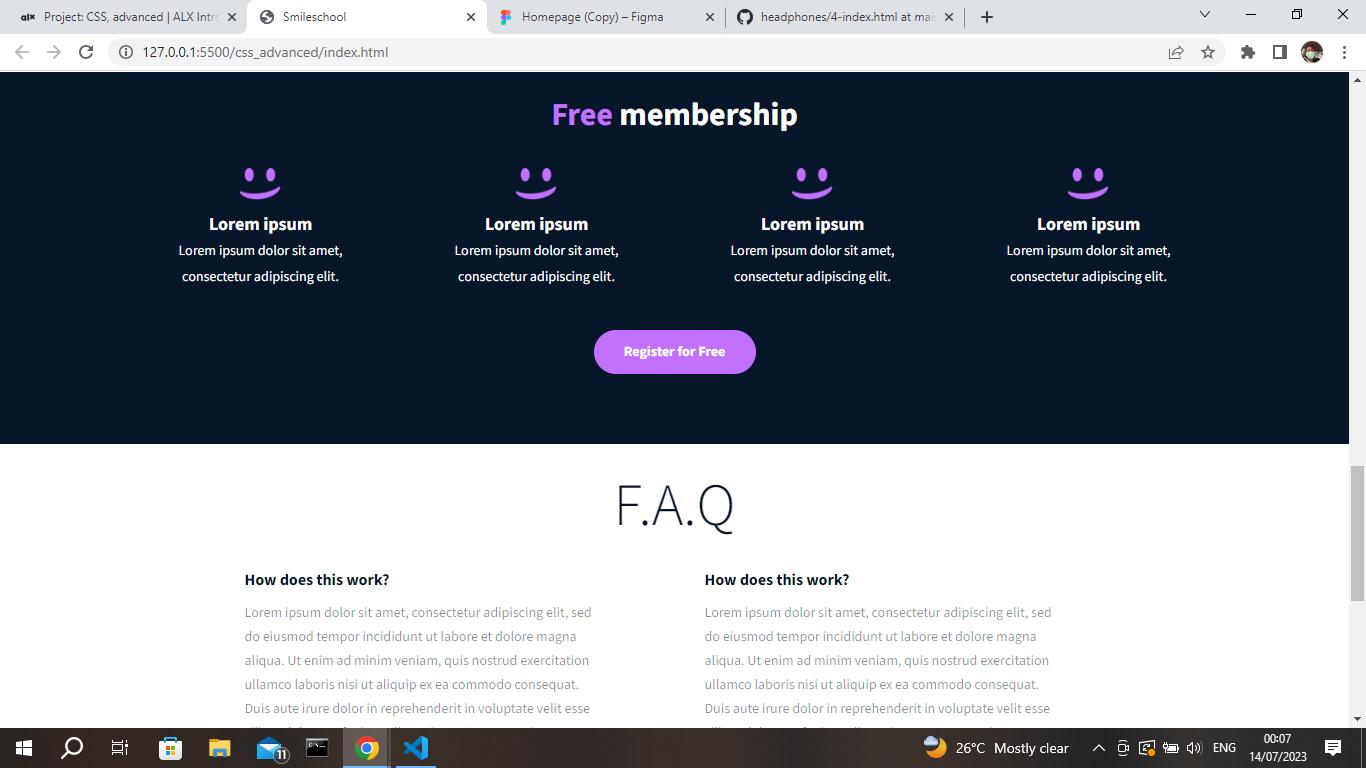 alx Project: CSS, advanced | ALX Intro
Smileschool
Homepage (Copy) – Figma
headphones/4-index.html at mai
127.0.0.1:5500/css_advanced/index.html
Free membership
Lorem ipsum Lorem ipsum Lorem ipsum Lorem ipsum
Lorem ipsum dolor sit amet, Lorem ipsum dolor sit amet, Lorem ipsum dolor sit amet, Lorem ipsum dolor sit amet,
consectetur adipiscing elit. consectetur adipiscing elit. consectetur adipiscing elit. consectetur adipiscing elit.
Register for Free
F.A.Q
How does this work?
Lorem ipsum dolor sit amet, consectetur adipiscing elit, sed
do eiusmod tempor incididunt ut labore et dolore magna
aliqua. Ut enim ad minim veniam, quis nostrud exercitation
ullamco laboris nisi ut aliquip ex ea commodo consequat.
Duis aute irure dolor in reprehenderit in voluptate velit esse
How does this work?
Lorem ipsum dolor sit amet, consectetur adipiscing elit, sed
do eiusmod tempor incididunt ut labore et dolore magna
aliqua. Ut enim ad minim veniam, quis nostrud exercitation
ullamco laboris nisi ut aliquip ex ea commodo consequat.
Duis aute irure dolor in reprehenderit in voluptate velit esse
11
26°C Mostly clear
ENG
00:07
14/07/2023